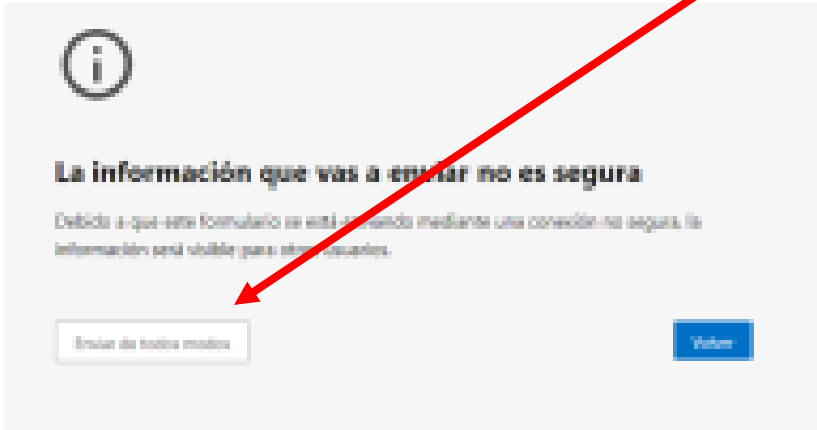 La información que vas a enviar no es segura
Debido a que este formulario se está enviando mediante una conexión no segura, la
información será visible para otros usuarios.
Enviar de todos modos
Volver